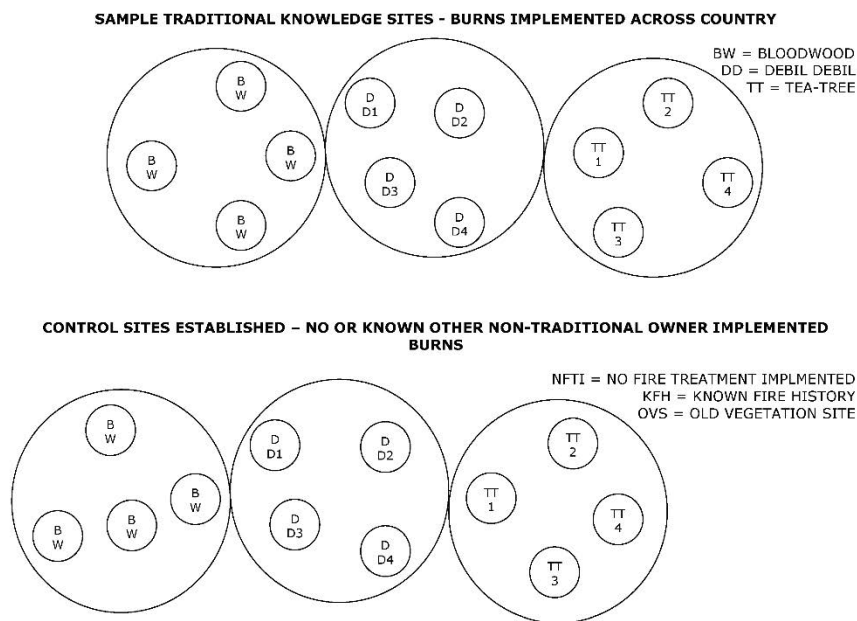 SAMPLE TRADITIONAL KNOWLEDGE SITES - BURNS IMPLEMENTED ACROSS COUNTRY
BW = BLOODWOOD
DD = DEBIL DEBIL
TT = TEA-TREE
B
W
B
W
B
W
B
W
D
D1
D
D2
D
D3
D
D4
TT
2
TT
1
TT
4
TT
3
CONTROL SITES ESTABLISHED – NO OR KNOWN OTHER NON-TRADITIONAL OWNER IMPLEMENTED
BURNS
NFTI = NO FIRE TREATMENT IMPLMENTED
KFH = KNOWN FIRE HISTORY
OVS = OLD VEGETATION SITE
B
W
B
W
B
W
B
W
D
D1
D
D2
D
D3
D
D4
TT
2
TT
1
TT
4
TT
3